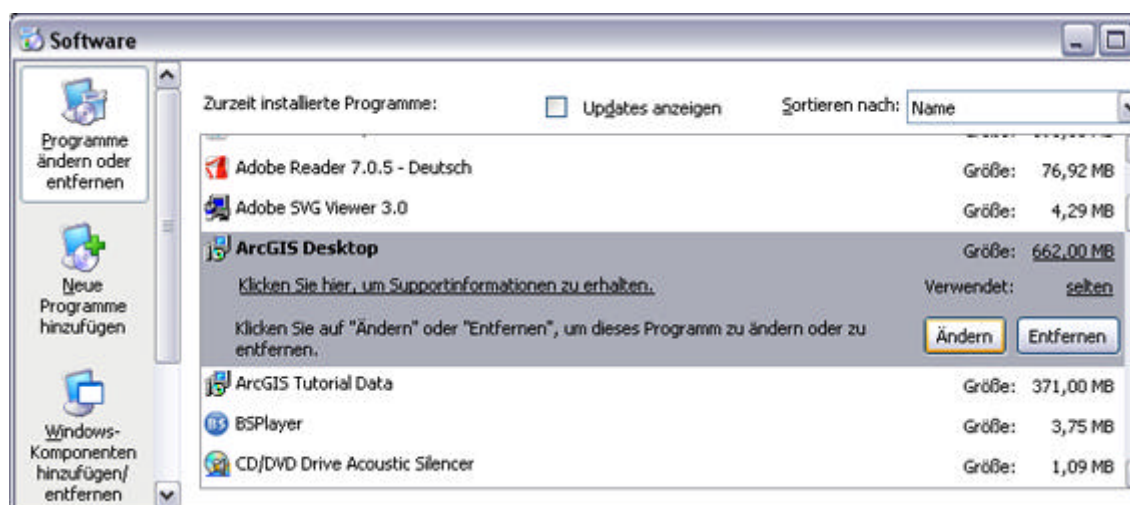 Software
Programme
ändern oder
entfernen
Neue
Programme
hinzufügen
Windows-
Komponenten
hinzufügen/
entfernen
Zurzeit installierte Programme: Updates anzeigen Sortieren nach: Name
Adobe Reader 7.0.5 - Deutsch Größe: 76,92 MB
Adobe SVG Viewer 3.0 Größe: 4,29 MB
ArcGIS Desktop Größe: 662,00 MB
Klicken Sie hier, um Supportinformationen zu erhalten. Verwendet: selten
Klicken Sie auf "Ändern" oder "Entfernen", um dieses Programm zu ändern oder zu
entfernen. Ändern Entfernen
ArcGIS Tutorial Data Größe: 371,00 MB
BSPlayer Größe: 3,75 MB
CD/DVD Drive Acoustic Silencer Größe: 1,09 MB